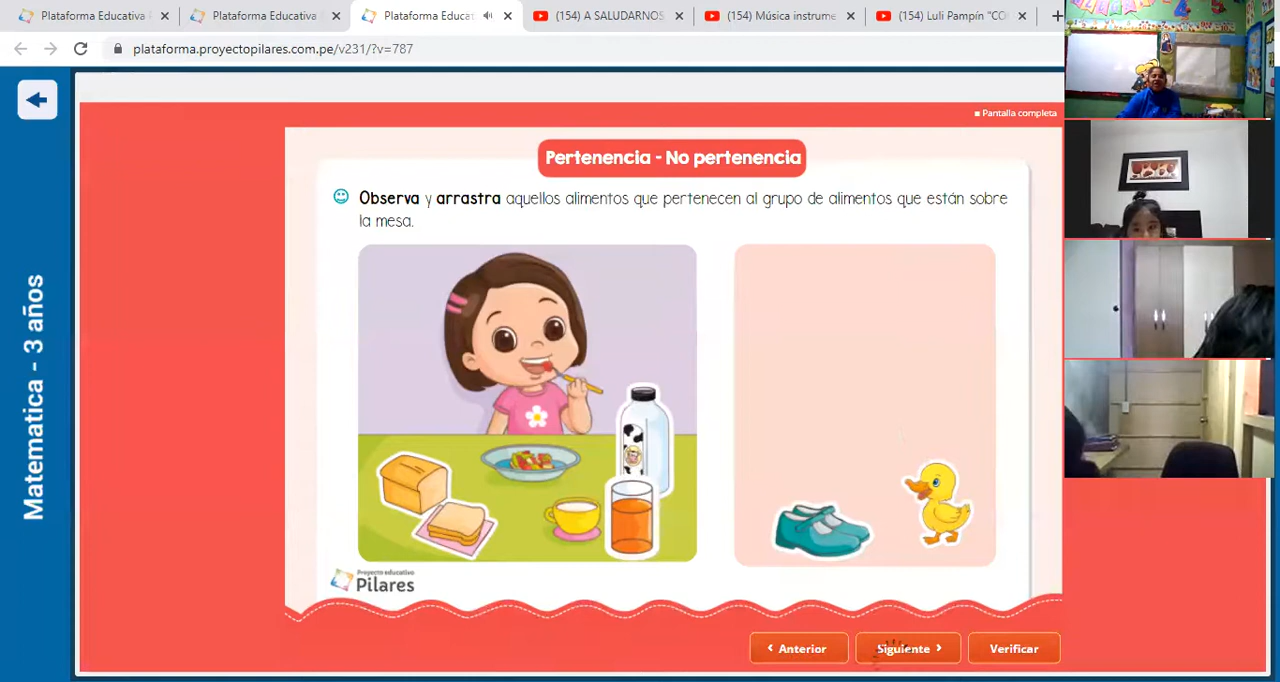 Plataforma Educativa
Plataforma Educativa
Plataforma Educat
(154) A SALUDARNOS
(154) Música instrume
(154) Luli Pampín "CO
plataforma.proyectopilares.com.pe/v231/?v=787
Pantalla completa
Pertenencia - No pertenencia
Observa y arrastra aquellos alimentos que pertenecen al grupo de alimentos que están sobre
la mesa.
Matematica - 3 años
Proyecto educativo
Pilares
Anterior
Siguiente
Verificar